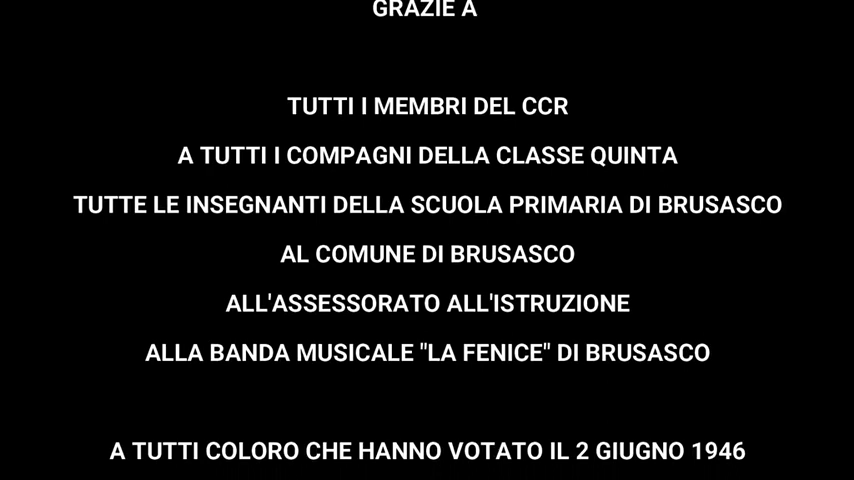 GRAZIE A
TUTTI I MEMBRI DEL CCR
A TUTTI I COMPAGNI DELLA CLASSE QUINTA
TUTTE LE INSEGNANTI DELLA SCUOLA PRIMARIA DI BRUSASCO
AL COMUNE DI BRUSASCO
ALL'ASSESSORATO ALL'ISTRUZIONE
ALLA BANDA MUSICALE "LA FENICE" DI BRUSASCO
A TUTTI COLORO CHE HANNO VOTATO IL 2 GIUGNO 1946